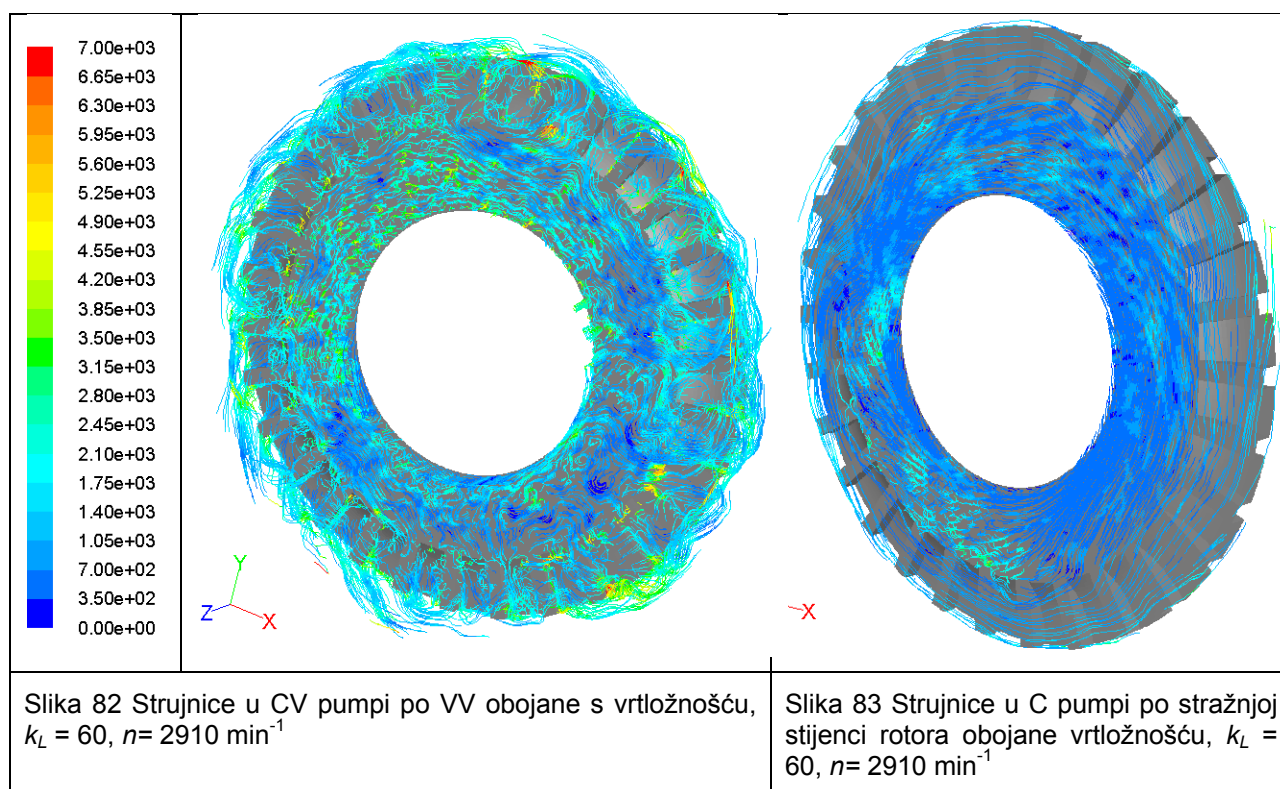 7.00e+03
6.65e+03
6.30e+03
5.95e+03
5.60e+03
5.25e+03
4.90e+03
4.55e+03
4.20e+03
3.85e+03
3.50e+03
3.15e+03
2.80e+03
2.45e+03
2.10e+03
1.75e+03
1.40e+03
1.05e+03
7.00e+02
3.50e+02
0.00e+00
Y
Z
X
X
Slika 82 Strujnice u CV pumpi po VV obojane s vrtložnošću,
k_L = 60, n= 2910 min⁻¹
Slika 83 Strujnice u C pumpi po stražnjoj
stijenci rotora obojane vrtložnošću, k_L =
60, n= 2910 min⁻¹